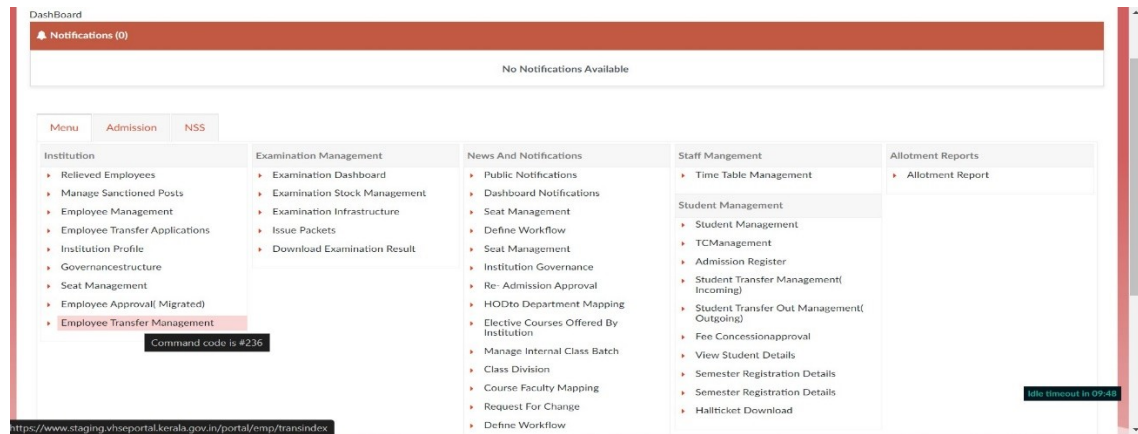 DashBoard
Notifications (0)
No Notifications Available
Menu Admission NSS
Institution
Relieved Employees
Manage Sanctioned Posts
Employee Management
Employee Transfer Applications
Institution Profile
Governancestructure
Seat Management
Employee Approval( Migrated)
Employee Transfer Management
Command code is #236
Examination Management
Examination Dashboard
Examination Stock Management
Examination Infrastructure
Issue Packets
Download Examination Result
News And Notifications
Public Notifications
Dashboard Notifications
Seat Management
Define Workflow
Seat Management
Institution Governance
Re- Admission Approval
HODto Department Mapping
Elective Courses Offered By
Institution
Manage Internal Class Batch
Class Division
Course Faculty Mapping
Request For Change
Define Workflow
Staff Mangement
Time Table Management
Student Management
Student Management
TCManagement
Admission Register
Student Transfer Management(
Incoming)
Student Transfer Out Management(
Outgoing)
Fee Concessionapproval
View Student Details
Semester Registration Details
Semester Registration Details
Hallticket Download
Allotment Reports
Allotment Report
Idle timeout in 09:48
https://www.staging.vhseportal.kerala.gov.in/portal/emp/transindex